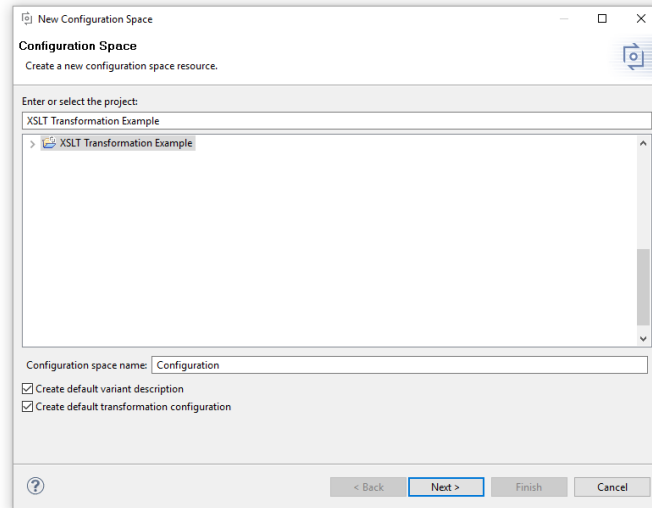 New Configuration Space
Configuration Space
Create a new configuration space resource.
Enter or select the project:
XSLT Transformation Example
XSLT Transformation Example
Configuration space name: Configuration
Create default variant description
Create default transformation configuration
? < Back Next > Finish Cancel